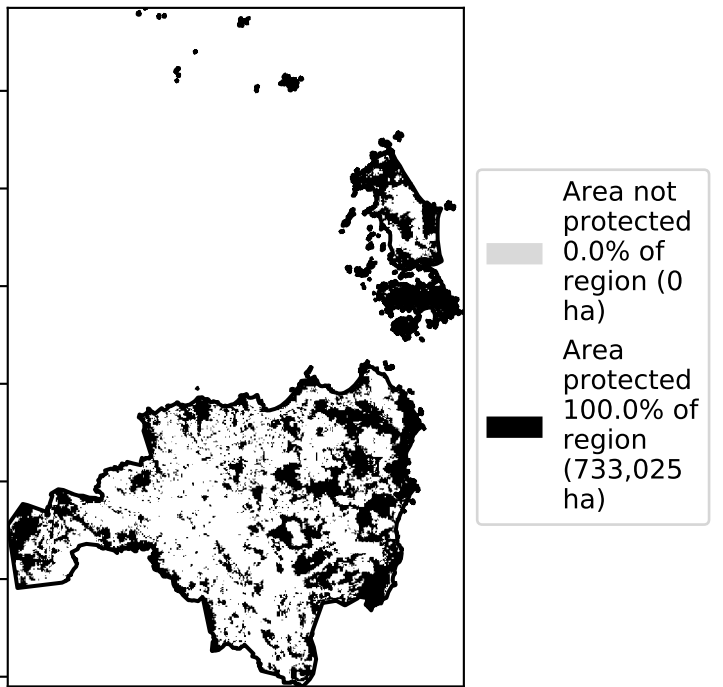 Area not
protected
0.0% of
region (0
ha)
Area
protected
100.0% of
region
(733,025
ha)